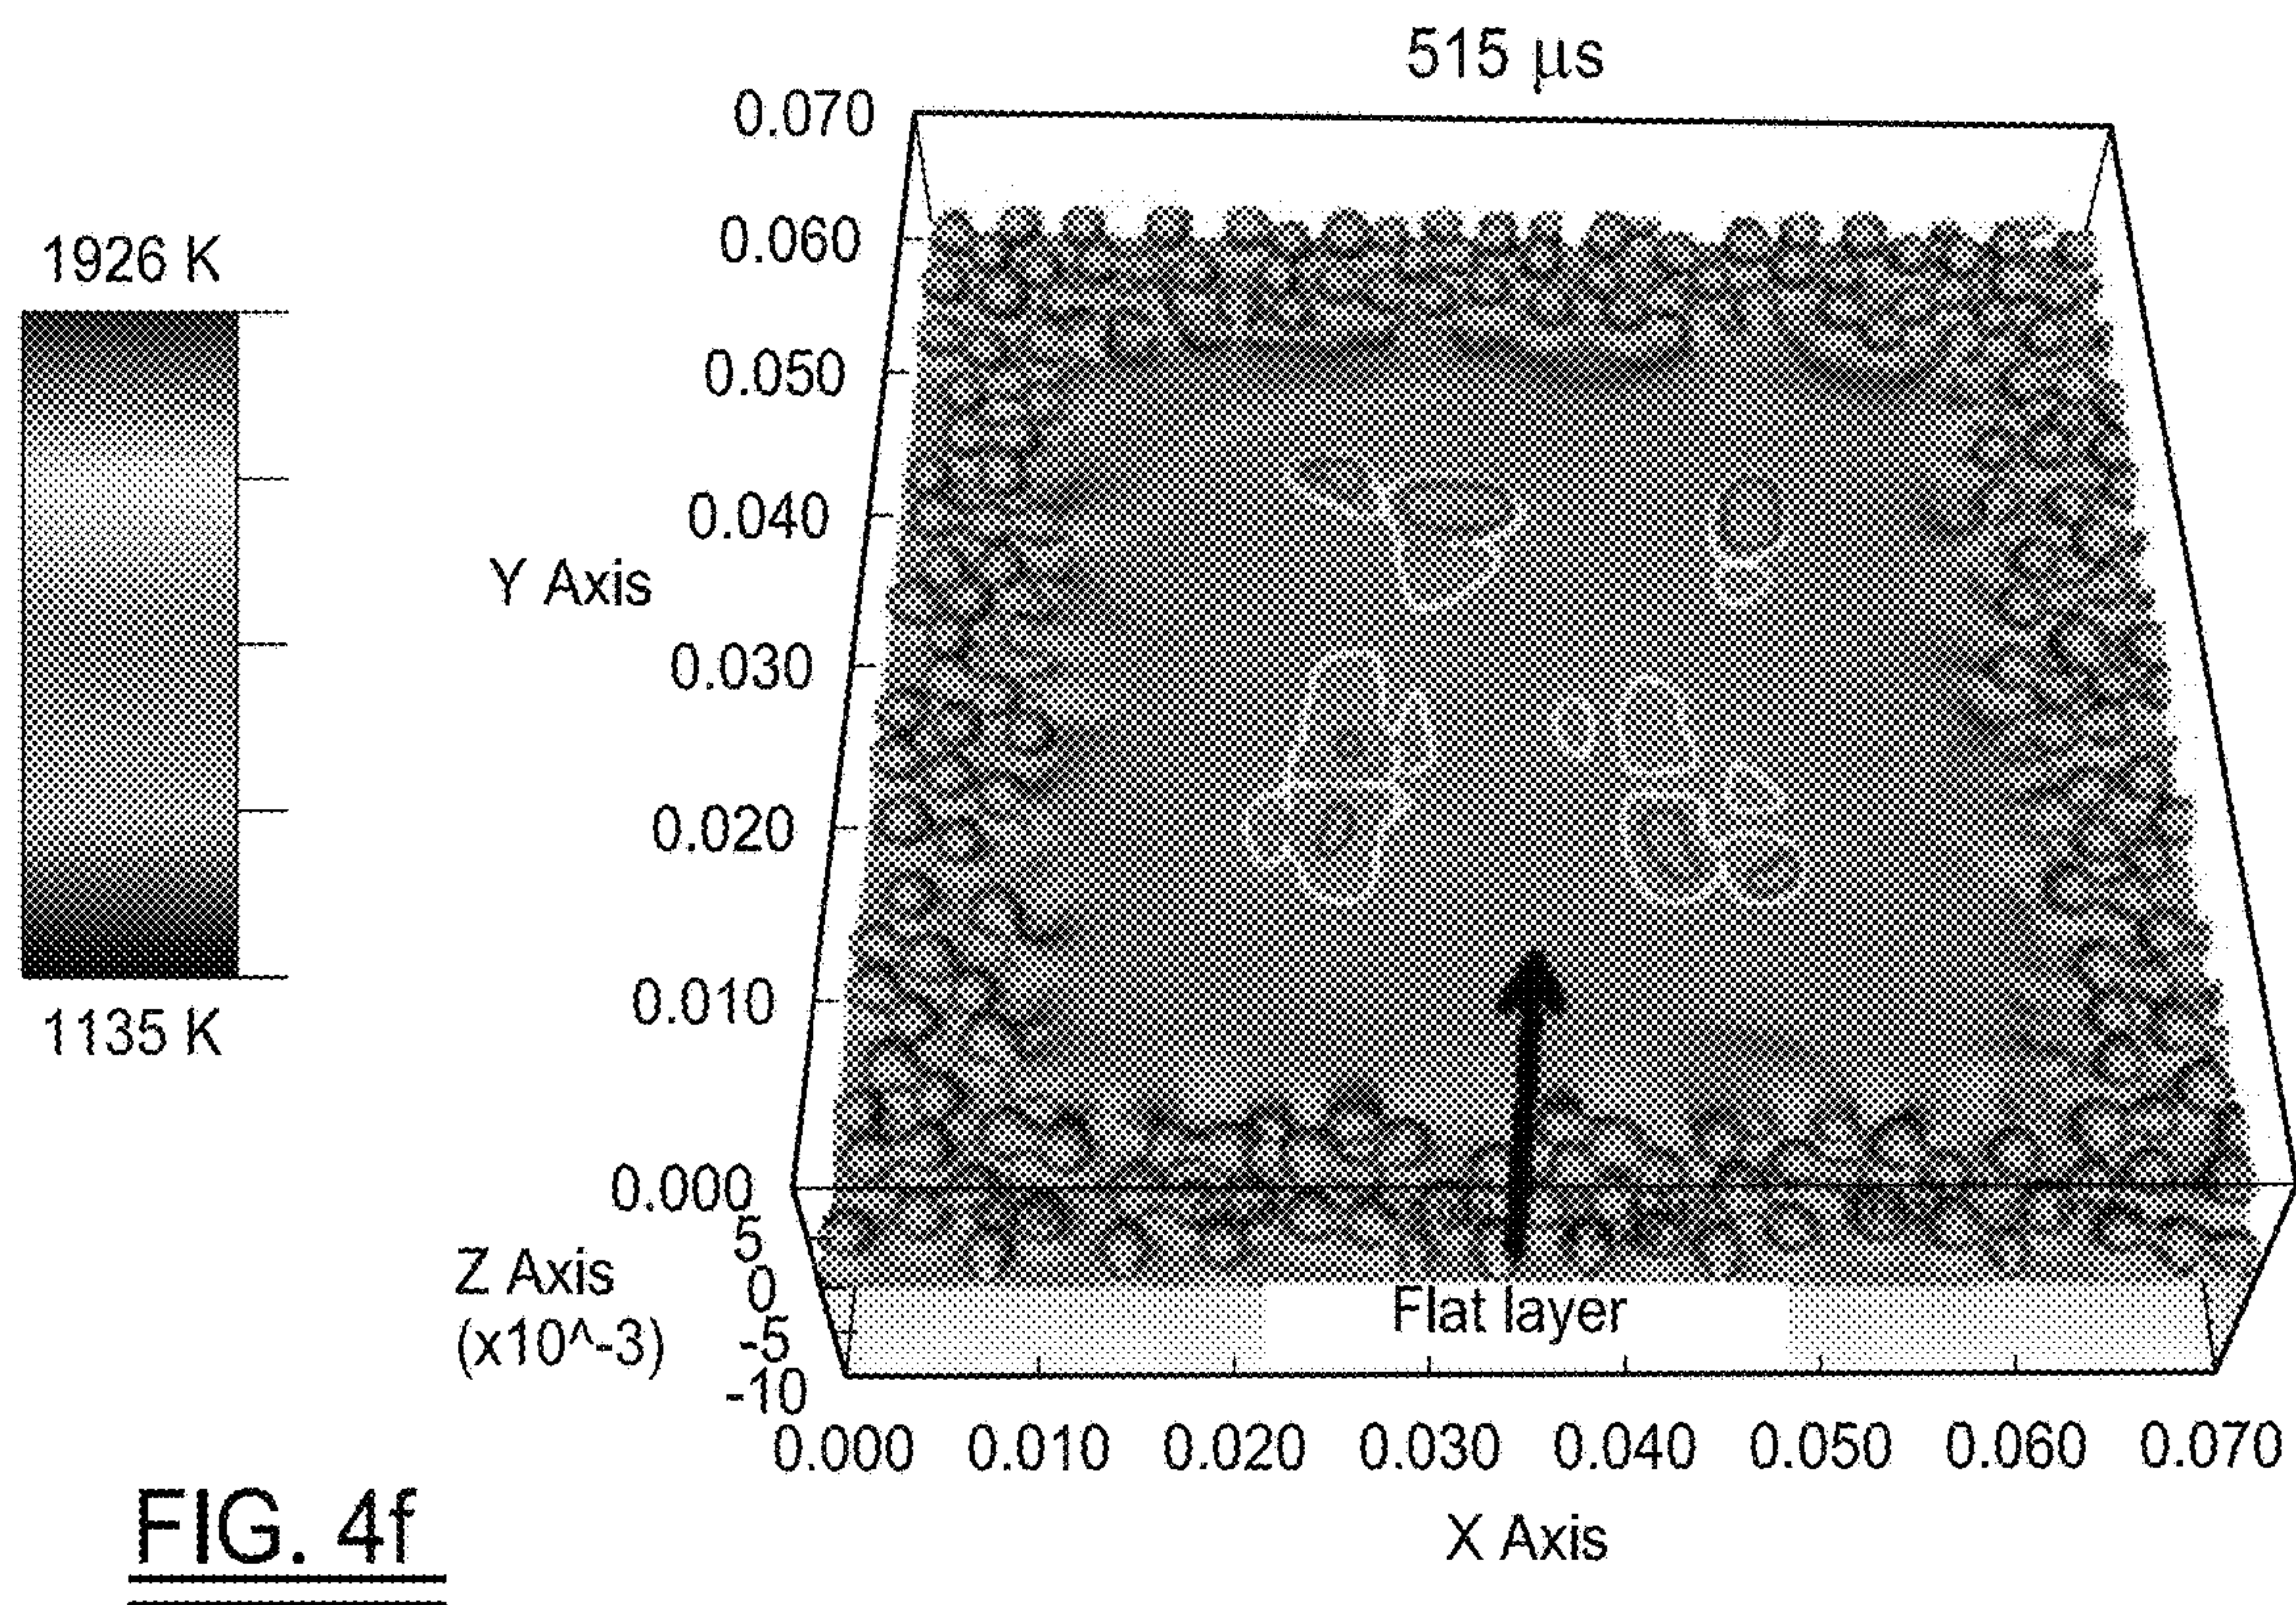 515 μs
0.070
0.060
0.050
0.040
0.030
0.020
0.010
0.000
Y Axis
1926 K
1135 K
5
0
-5
-10
Z Axis
(x10^-3)
Flat layer
0.000 0.010 0.020 0.030 0.040 0.050 0.060 0.070
X Axis
FIG. 4f